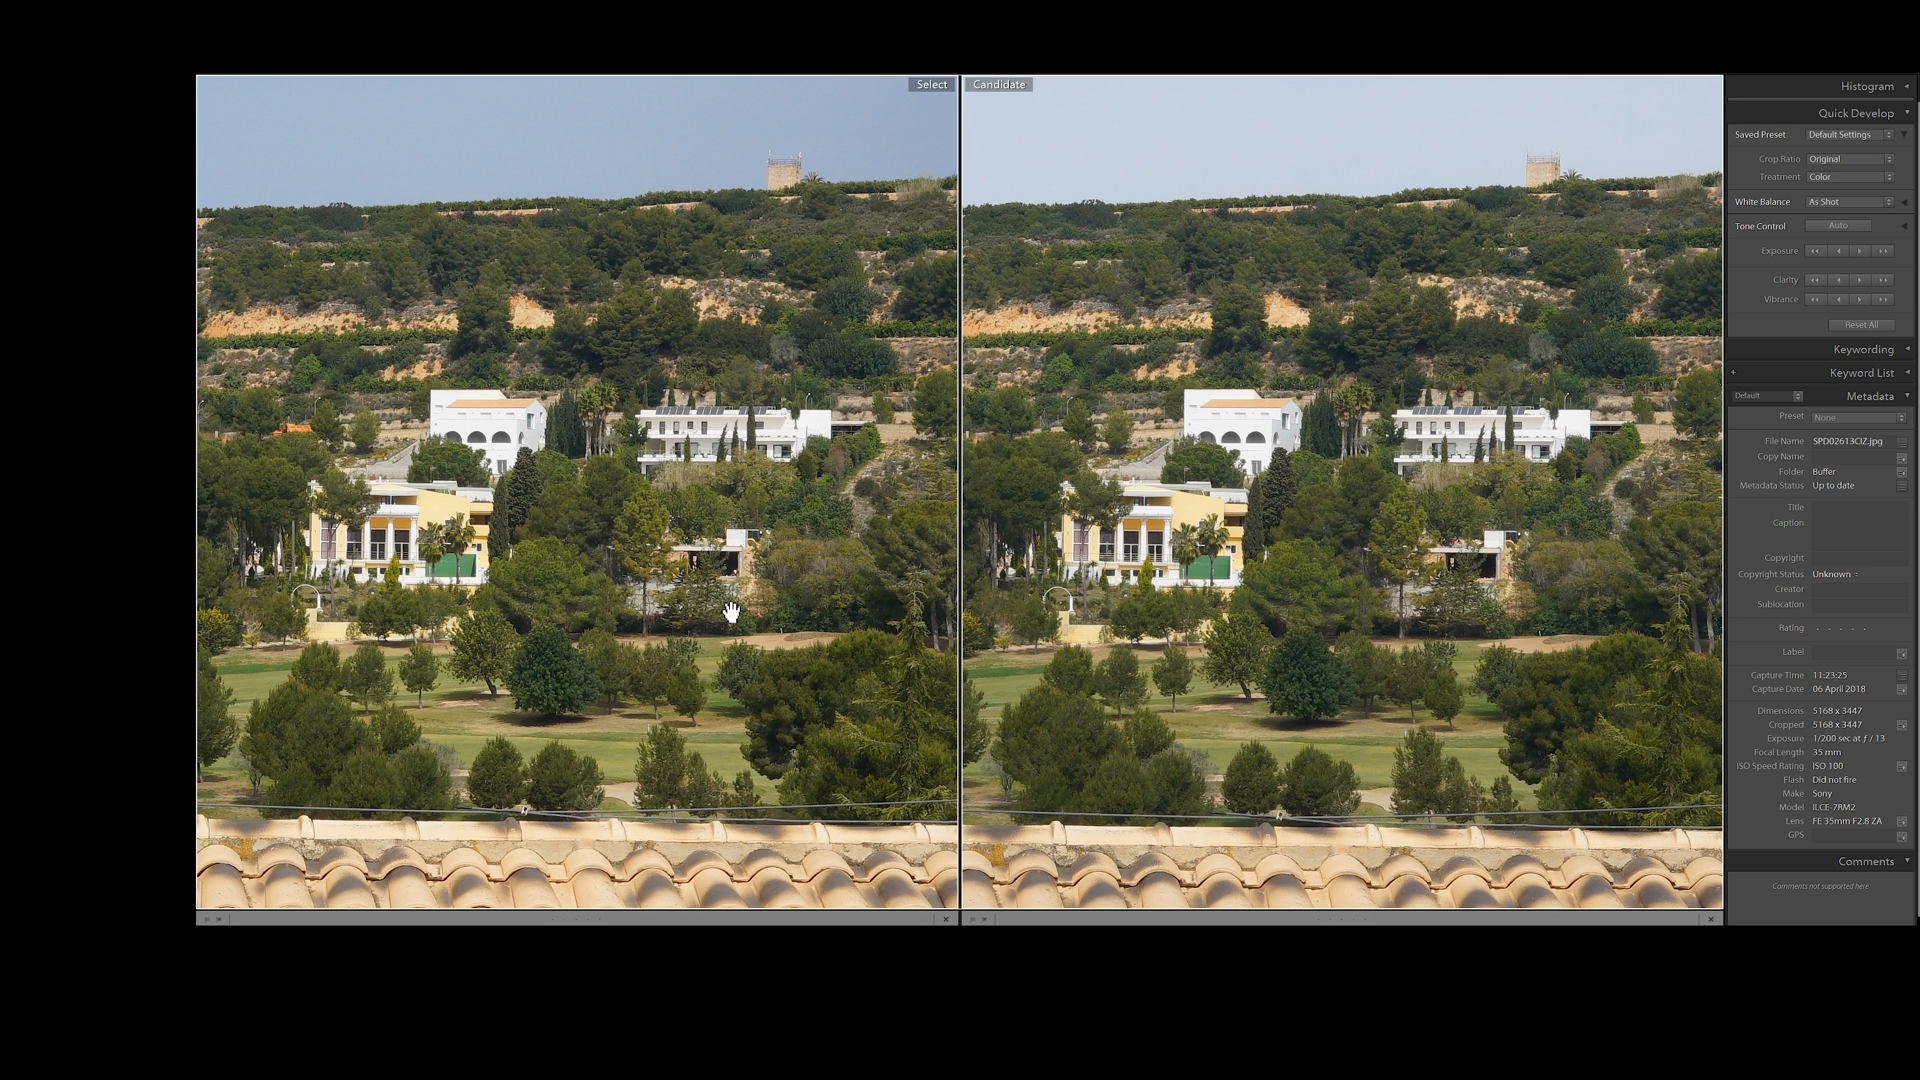 Select
Candidate
Histogram
Quick Develop
Saved Preset Default Settings
Crop Ratio Original
Treatment Color
White Balance As Shot
Tone Control Auto
Exposure
Clarity
Vibrance
Reset All
Keywording
+ Keyword List
Default Metadata
Preset None
File Name SPD02613CIZ.jpg
Copy Name
Folder Buffer
Metadata Status Up to date
Title
Caption
Copyright
Copyright Status Unknown
Creator
Sublocation
Rating . . . . .
Label
Capture Time 11:23:25
Capture Date 06 April 2018
Dimensions 5168 x 3447
Cropped 5168 x 3447
Exposure 1/200 sec at ƒ / 13
Focal Length 35 mm
ISO Speed Rating ISO 100
Flash Did not fire
Make Sony
Model ILCE-7RM2
Lens FE 35mm F2.8 ZA
GPS
Comments
Comments not supported here